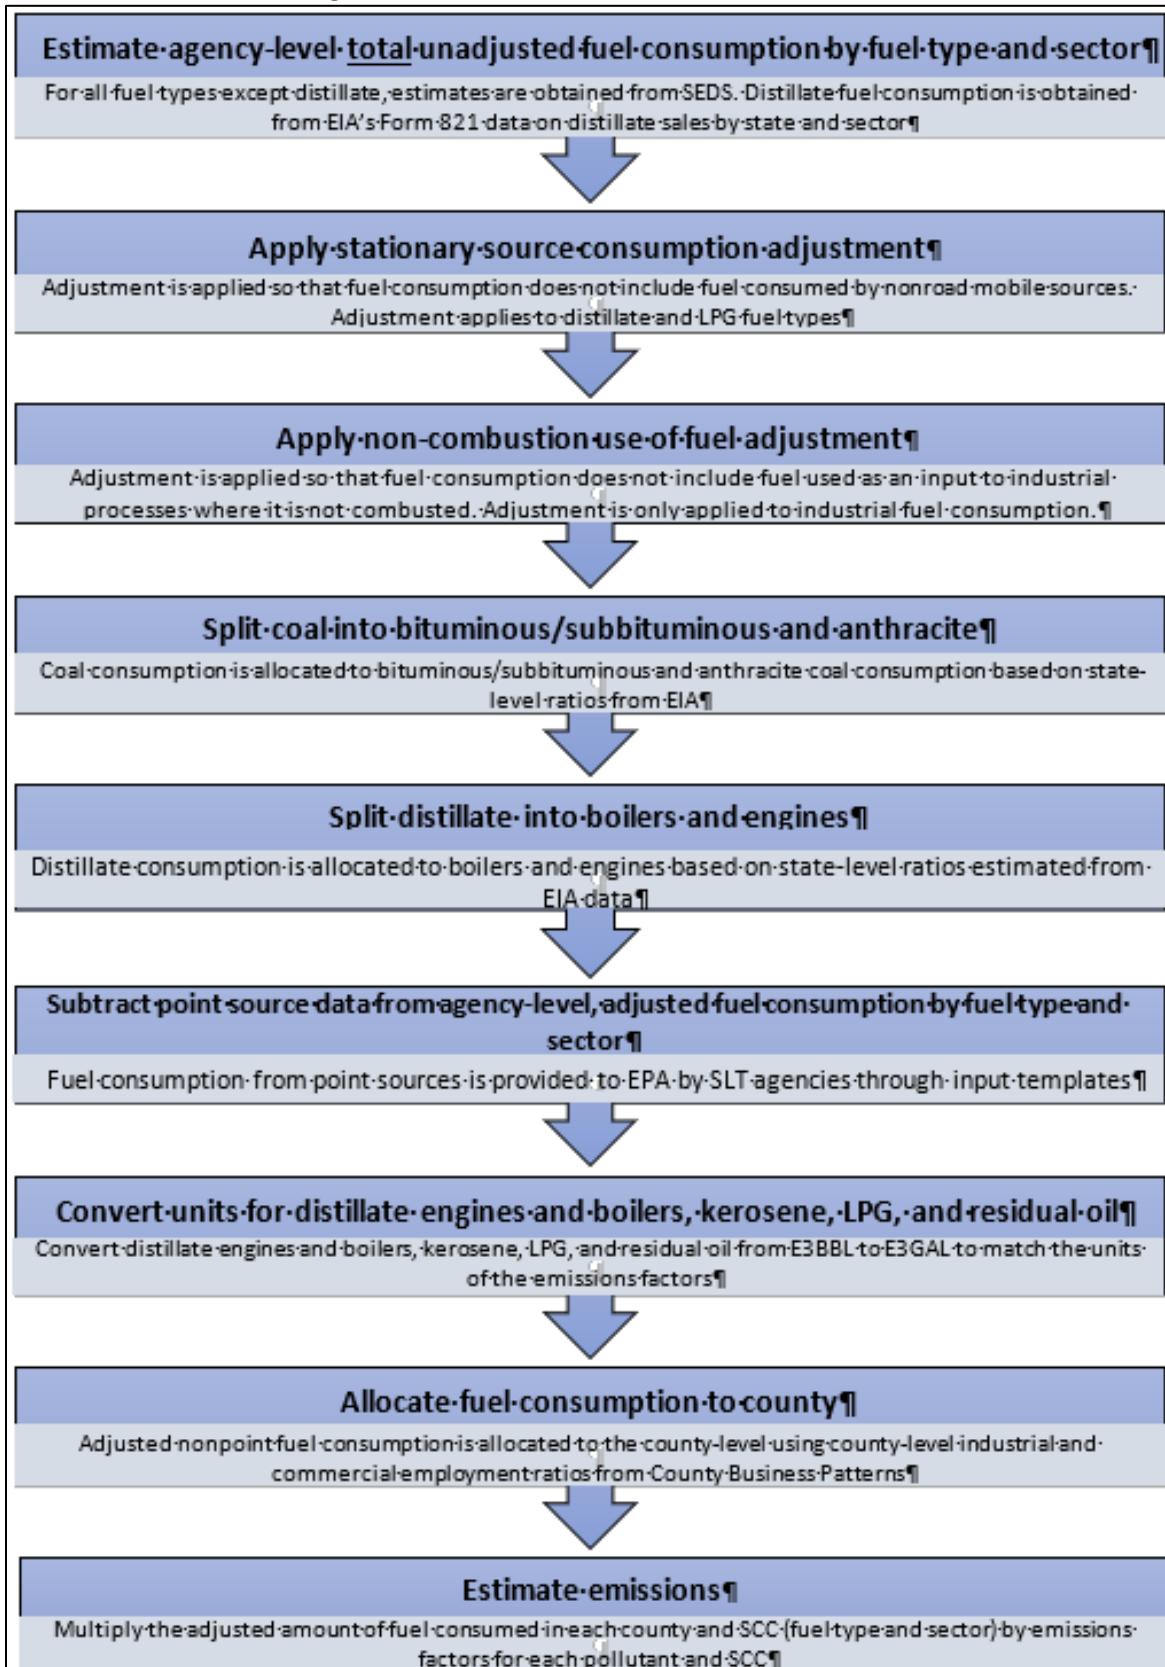 Estimate·agency-level·total·unadjusted·fuel·consumption·by·fuel·type·and·sector¶
For·all·fuel·types·except·distillate,·estimates·are·obtained·from·SEDS.·Distillate·fuel·consumption·is·obtained·
from·EIA's·Form·821·data·on·distillate·sales·by·state·and·sector¶
Apply·stationary·source·consumption·adjustment¶
Adjustment·is·applied·so·that·fuel·consumption·does·not·include·fuel·consumed·by·nonroad·mobile·sources.·
Adjustment·applies·to·distillate·and·LPG·fuel·types¶
Apply·non-combustion·use·of·fuel·adjustment¶
Adjustment·is·applied·so·that·fuel·consumption·does·not·include·fuel·used·as·an·input·to·industrial·
processes·where·it·is·not·combusted.·Adjustment·is·only·applied·to·industrial·fuel·consumption.¶
Split·coal·into·bituminous/subbituminous·and·anthracite¶
Coal·consumption·is·allocated·to·bituminous/subbituminous·and·anthracite·coal·consumption·based·on·state-
level·ratios·from·EIA¶
Split·distillate·into·boilers·and·engines¶
Distillate·consumption·is·allocated·to·boilers·and·engines·based·on·state-level·ratios·estimated·from·
EIA·data¶
Subtract·point·source·data·from·agency-level,·adjusted·fuel·consumption·by·fuel·type·and·
sector¶
Fuel·consumption·from·point·sources·is·provided·to·EPA·by·SLT·agencies·through·input·templates¶
Convert·units·for·distillate·engines·and·boilers,·kerosene,·LPG,·and·residual·oil¶
Convert·distillate·engines·and·boilers,·kerosene,·LPG,·and·residual·oil·from·E3BBL·to·E3GAL·to·match·the·units·
of·the·emissions·factors¶
Allocate·fuel·consumption·to·county¶
Adjusted·nonpoint·fuel·consumption·is·allocated·to·the·county-level·using·county-level·industrial·and·
commercial·employment·ratios·from·County·Business·Patterns¶
Estimate·emissions¶
Multiply·the·adjusted·amount·of·fuel·consumed·in·each·county·and·SCC·(fuel·type·and·sector)·by·emissions·
factors·for·each·pollutant·and·SCC¶